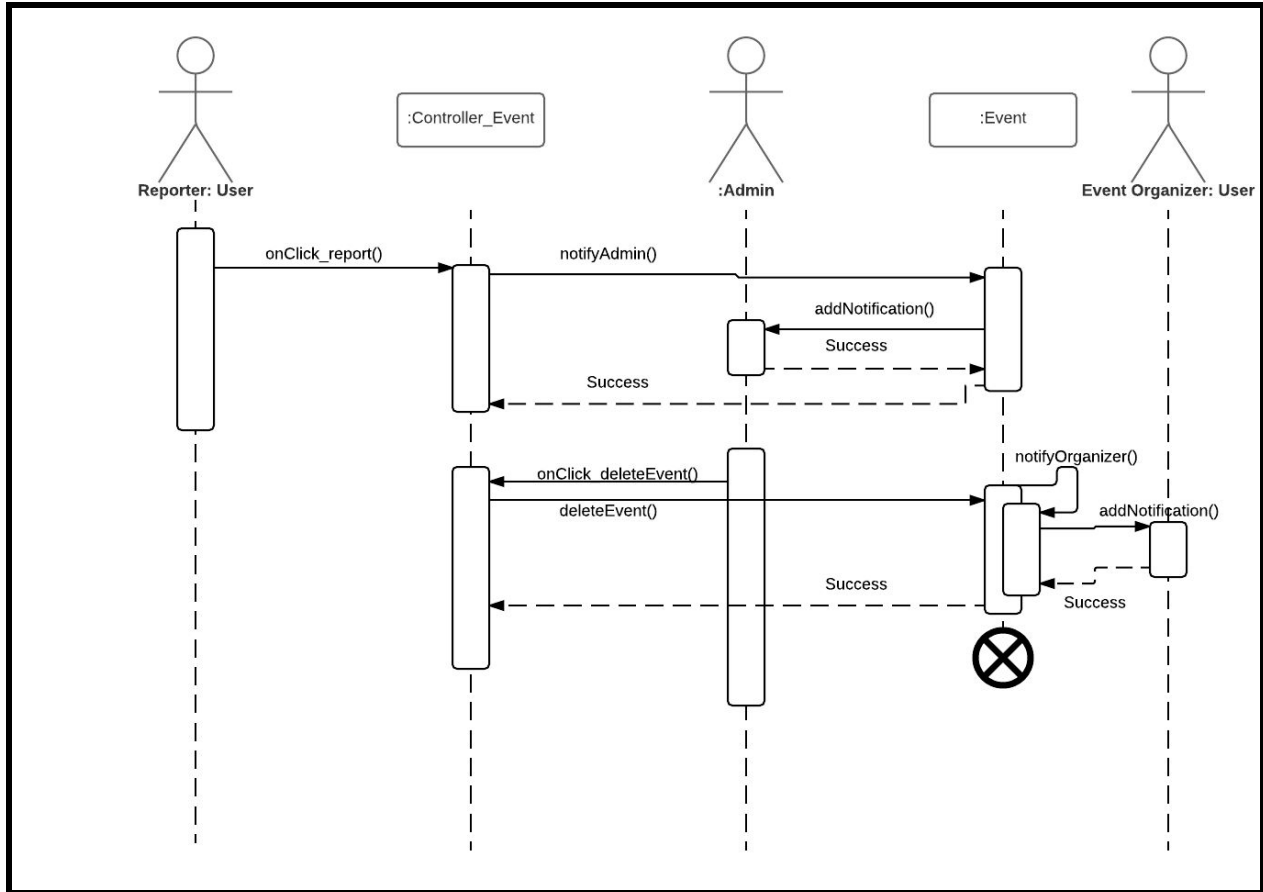 :Controller_Event
:Event
Reporter: User
:Admin
Event Organizer: User
onClick_report()
notifyAdmin()
addNotification()
Success
Success
notifyOrganizer()
onClick_deleteEvent()
deleteEvent()
addNotification()
Success
Success